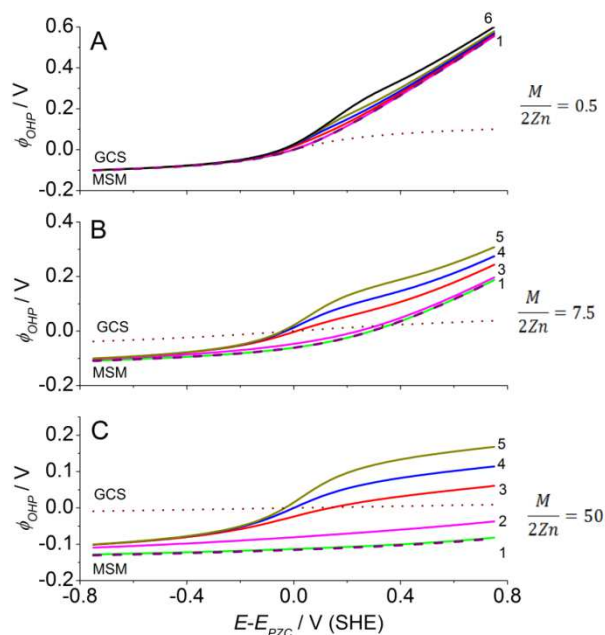 A
0.6
0.4
0.2
0.0
-0.2
ϕOHP / V
GCS
MSM
6
1
M/2Zn = 0.5
B
0.4
0.2
0.0
-0.2
ϕOHP / V
GCS
MSM
5
4
3
1
M/2Zn = 7.5
C
0.2
0.1
0.0
-0.1
-0.2
ϕOHP / V
GCS
MSM
5
4
3
2
1
M/2Zn = 50
-0.8 -0.4 0.0 0.4 0.8
E-EPZC / V (SHE)